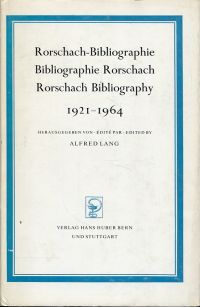 Rorschach-Bibliographie
Bibliographie Rorschach
Rorschach Bibliography
1921–1964
HERAUSGEGEBEN VON · EDITÉ PAR · EDITED BY
ALFRED LANG
VERLAG HANS HUBER BERN
UND STUTTGART